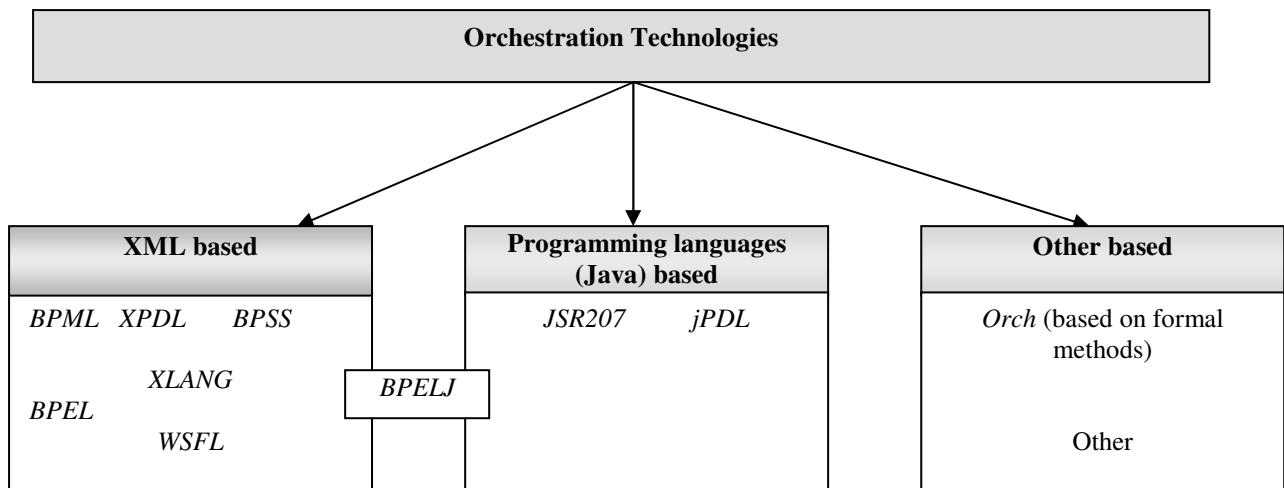 Orchestration Technologies
XML based
BPML XPDL BPSS
XLANG
BPEL
WSFL
BPELJ
Programming languages
(Java) based
JSR207 jPDL
Other based
Orch (based on formal
methods)
Other